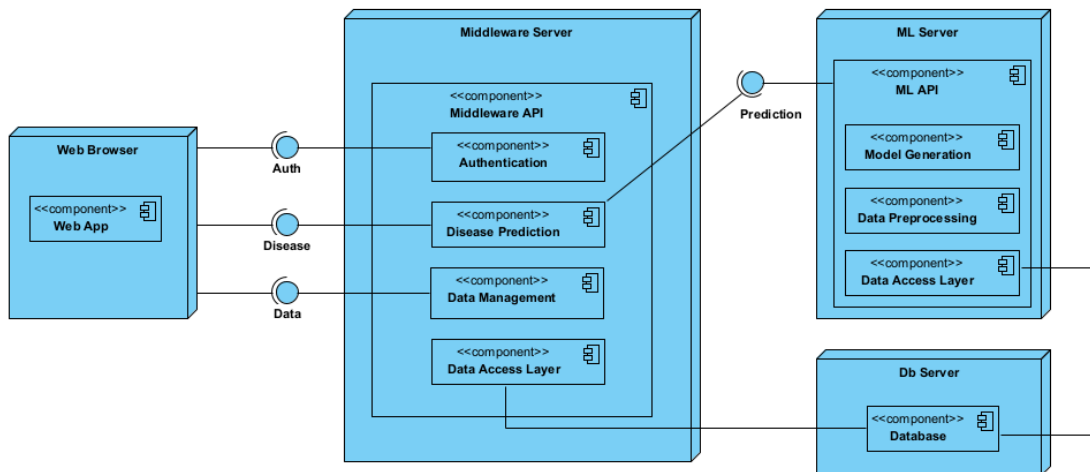 Web Browser
<<component>>
Web App
Auth
Disease
Data
Middleware Server
<<component>>
Middleware API
<<component>>
Authentication
<<component>>
Disease Prediction
<<component>>
Data Management
<<component>>
Data Access Layer
Prediction
ML Server
<<component>>
ML API
<<component>>
Model Generation
<<component>>
Data Preprocessing
<<component>>
Data Access Layer
Db Server
<<component>>
Database